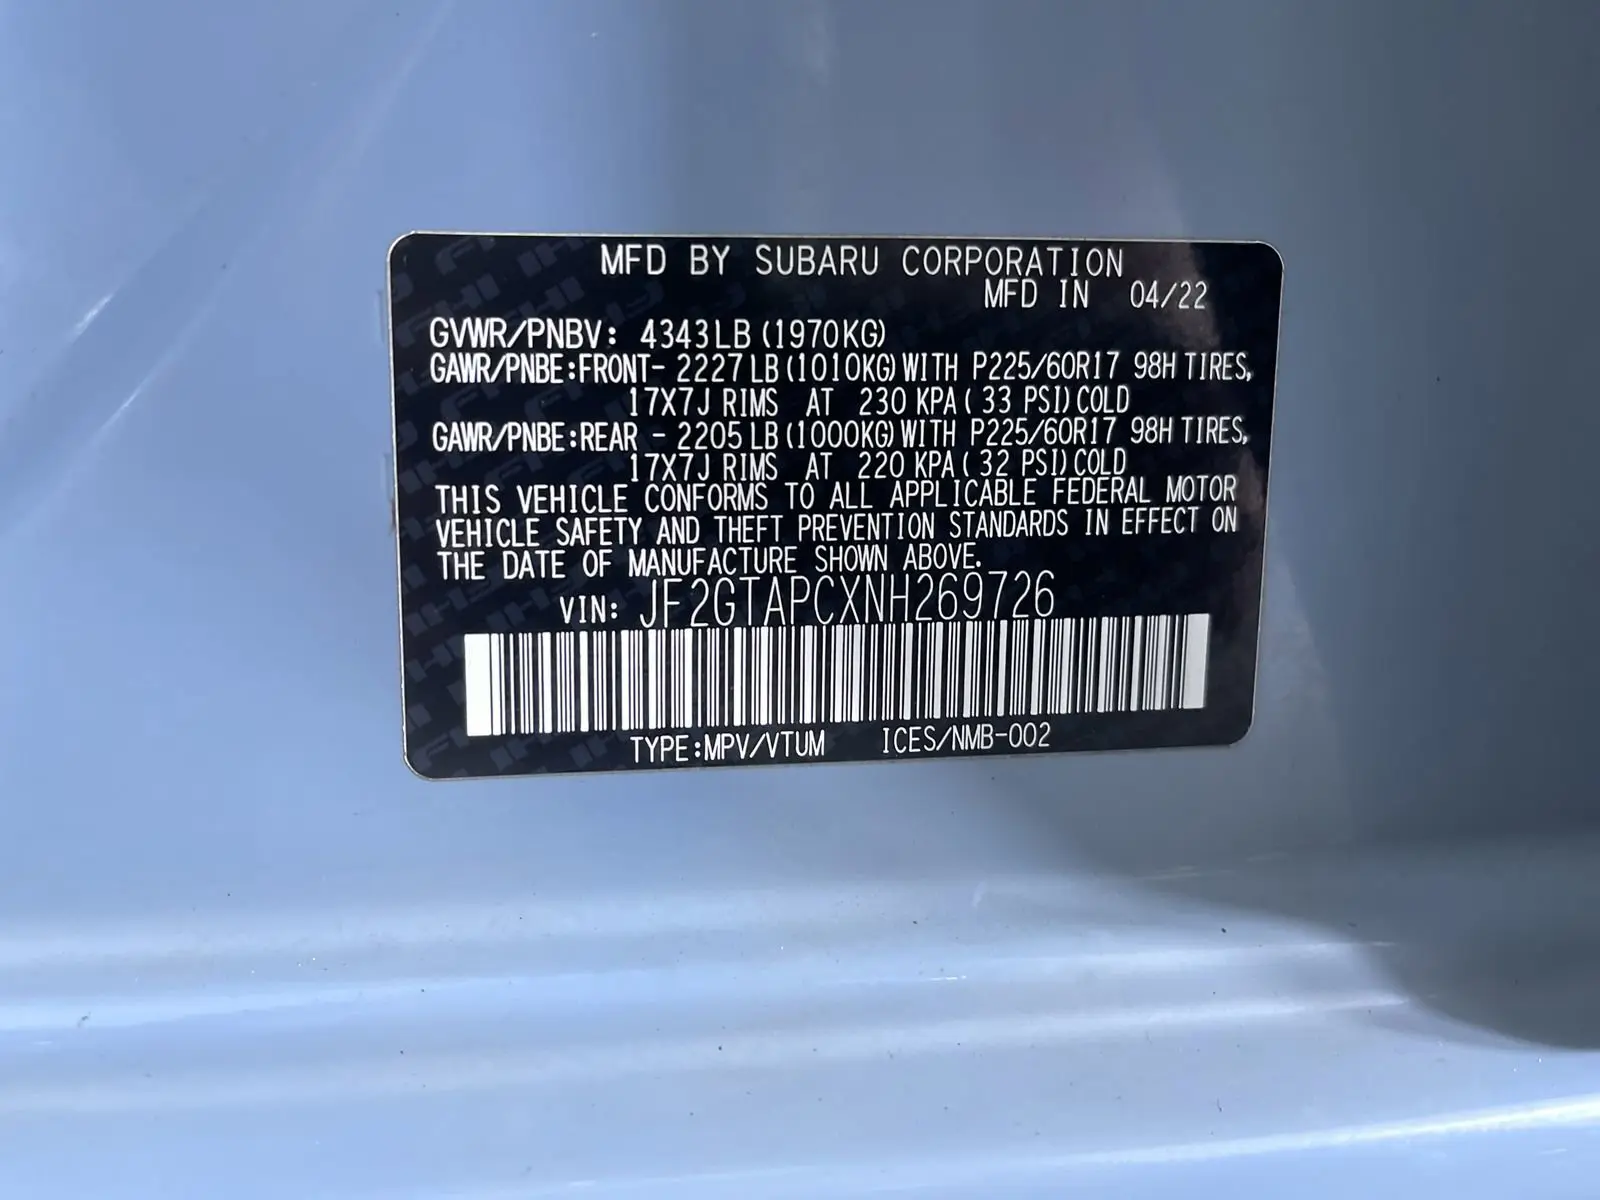 MFD BY SUBARU CORPORATION
MFD IN 04/22
GVWR/PNBV: 4343LB (1970KG)
GAWR/PNBE:FRONT- 2227LB (1010KG) WITH P225/60R17 98H TIRES,
17X7J RIMS AT 230 KPA ( 33 PSI) COLD
GAWR/PNBE:REAR - 2205LB (1000KG) WITH P225/60R17 98H TIRES,
17X7J RIMS AT 220 KPA ( 32 PSI) COLD
THIS VEHICLE CONFORMS TO ALL APPLICABLE FEDERAL MOTOR
VEHICLE SAFETY AND THEFT PREVENTION STANDARDS IN EFFECT ON
THE DATE OF MANUFACTURE SHOWN ABOVE.
VIN: JF2GTAPCXNH269726
TYPE:MPV/VTUM ICES/NMB-002